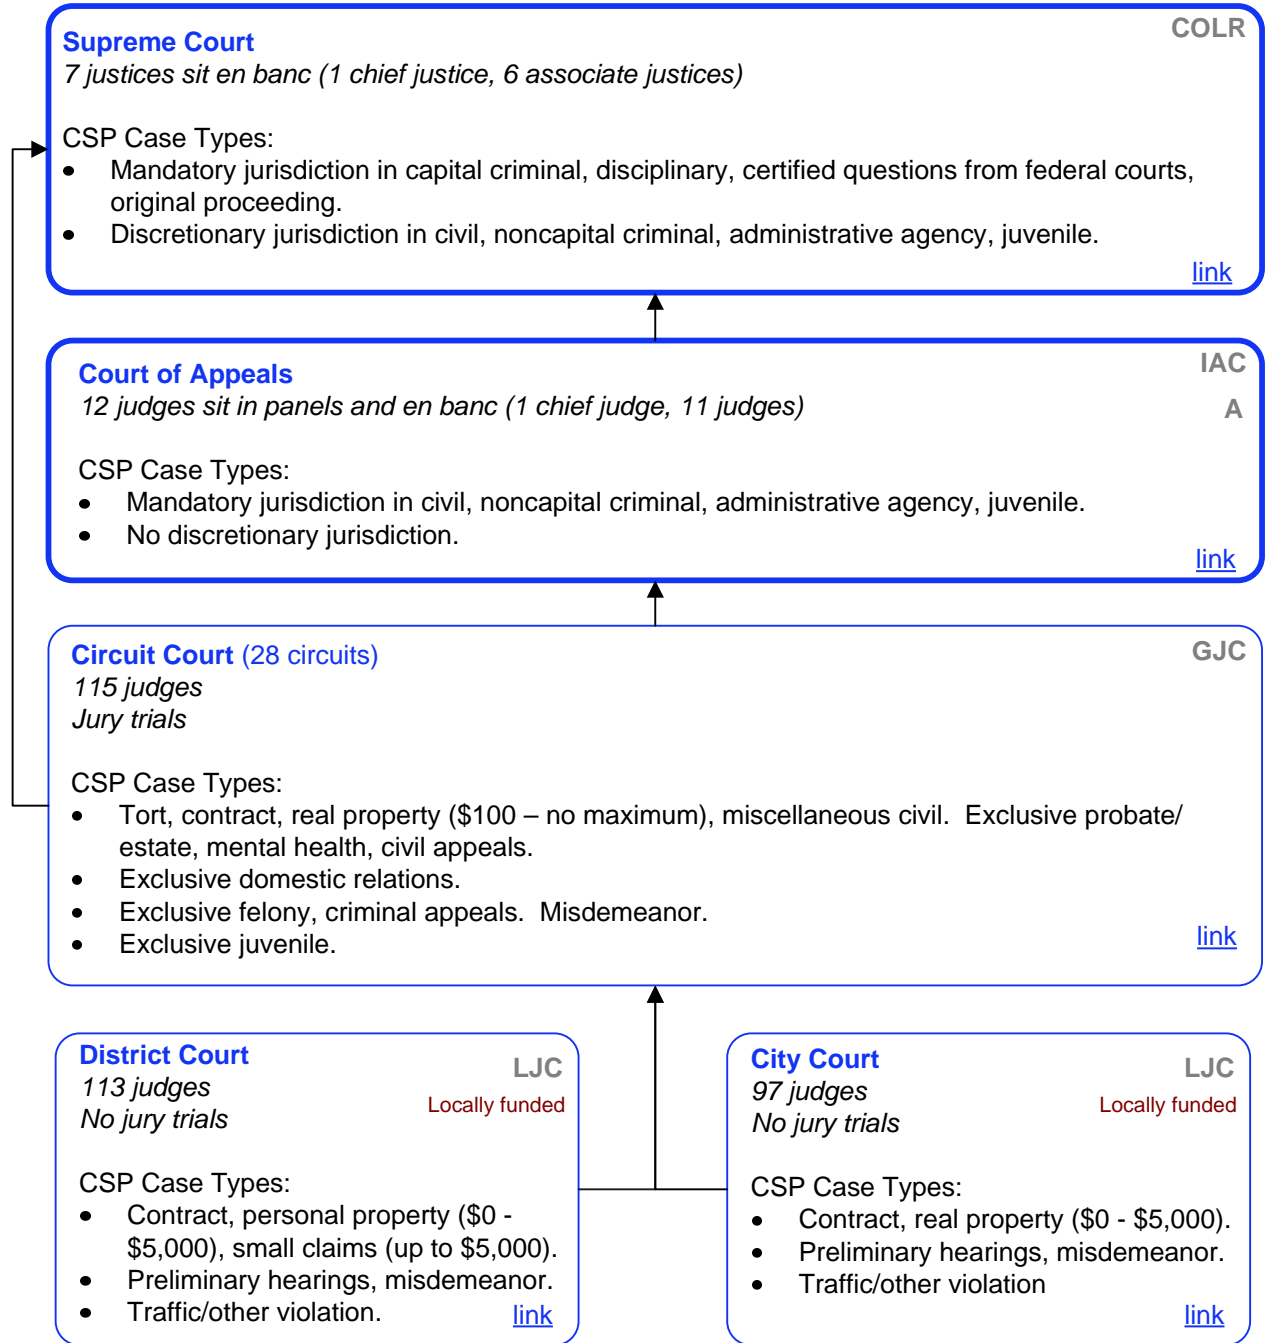 COLR
Supreme Court
7 justices sit en banc (1 chief justice, 6 associate justices)
CSP Case Types:
• Mandatory jurisdiction in capital criminal, disciplinary, certified questions from federal courts,
original proceeding.
• Discretionary jurisdiction in civil, noncapital criminal, administrative agency, juvenile.
link
IAC
Court of Appeals
12 judges sit in panels and en banc (1 chief judge, 11 judges)
A
CSP Case Types:
• Mandatory jurisdiction in civil, noncapital criminal, administrative agency, juvenile.
• No discretionary jurisdiction.
link
Circuit Court (28 circuits)
GJC
115 judges
Jury trials
CSP Case Types:
• Tort, contract, real property ($100 – no maximum), miscellaneous civil.  Exclusive probate/
estate, mental health, civil appeals.
• Exclusive domestic relations.
• Exclusive felony, criminal appeals.  Misdemeanor.
• Exclusive juvenile.
link
District Court
LJC
113 judges
Locally funded
No jury trials
CSP Case Types:
• Contract, personal property ($0 -
$5,000), small claims (up to $5,000).
• Preliminary hearings, misdemeanor.
• Traffic/other violation.
link
City Court
LJC
97 judges
Locally funded
No jury trials
CSP Case Types:
• Contract, real property ($0 - $5,000).
• Preliminary hearings, misdemeanor.
• Traffic/other violation
link